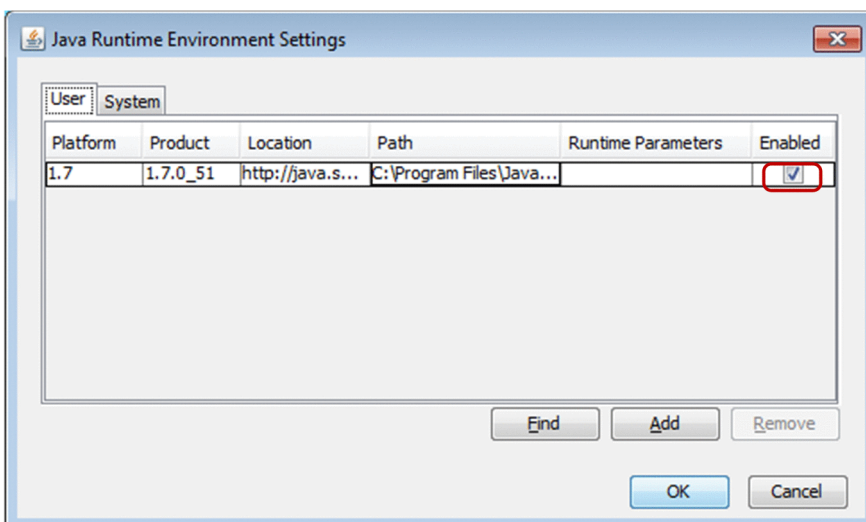 Java Runtime Environment Settings
User System
Platform Product Location Path Runtime Parameters Enabled
1.7 1.7.0_51 http://java.s... C:\Program Files\Java...
Find Add Remove
OK Cancel